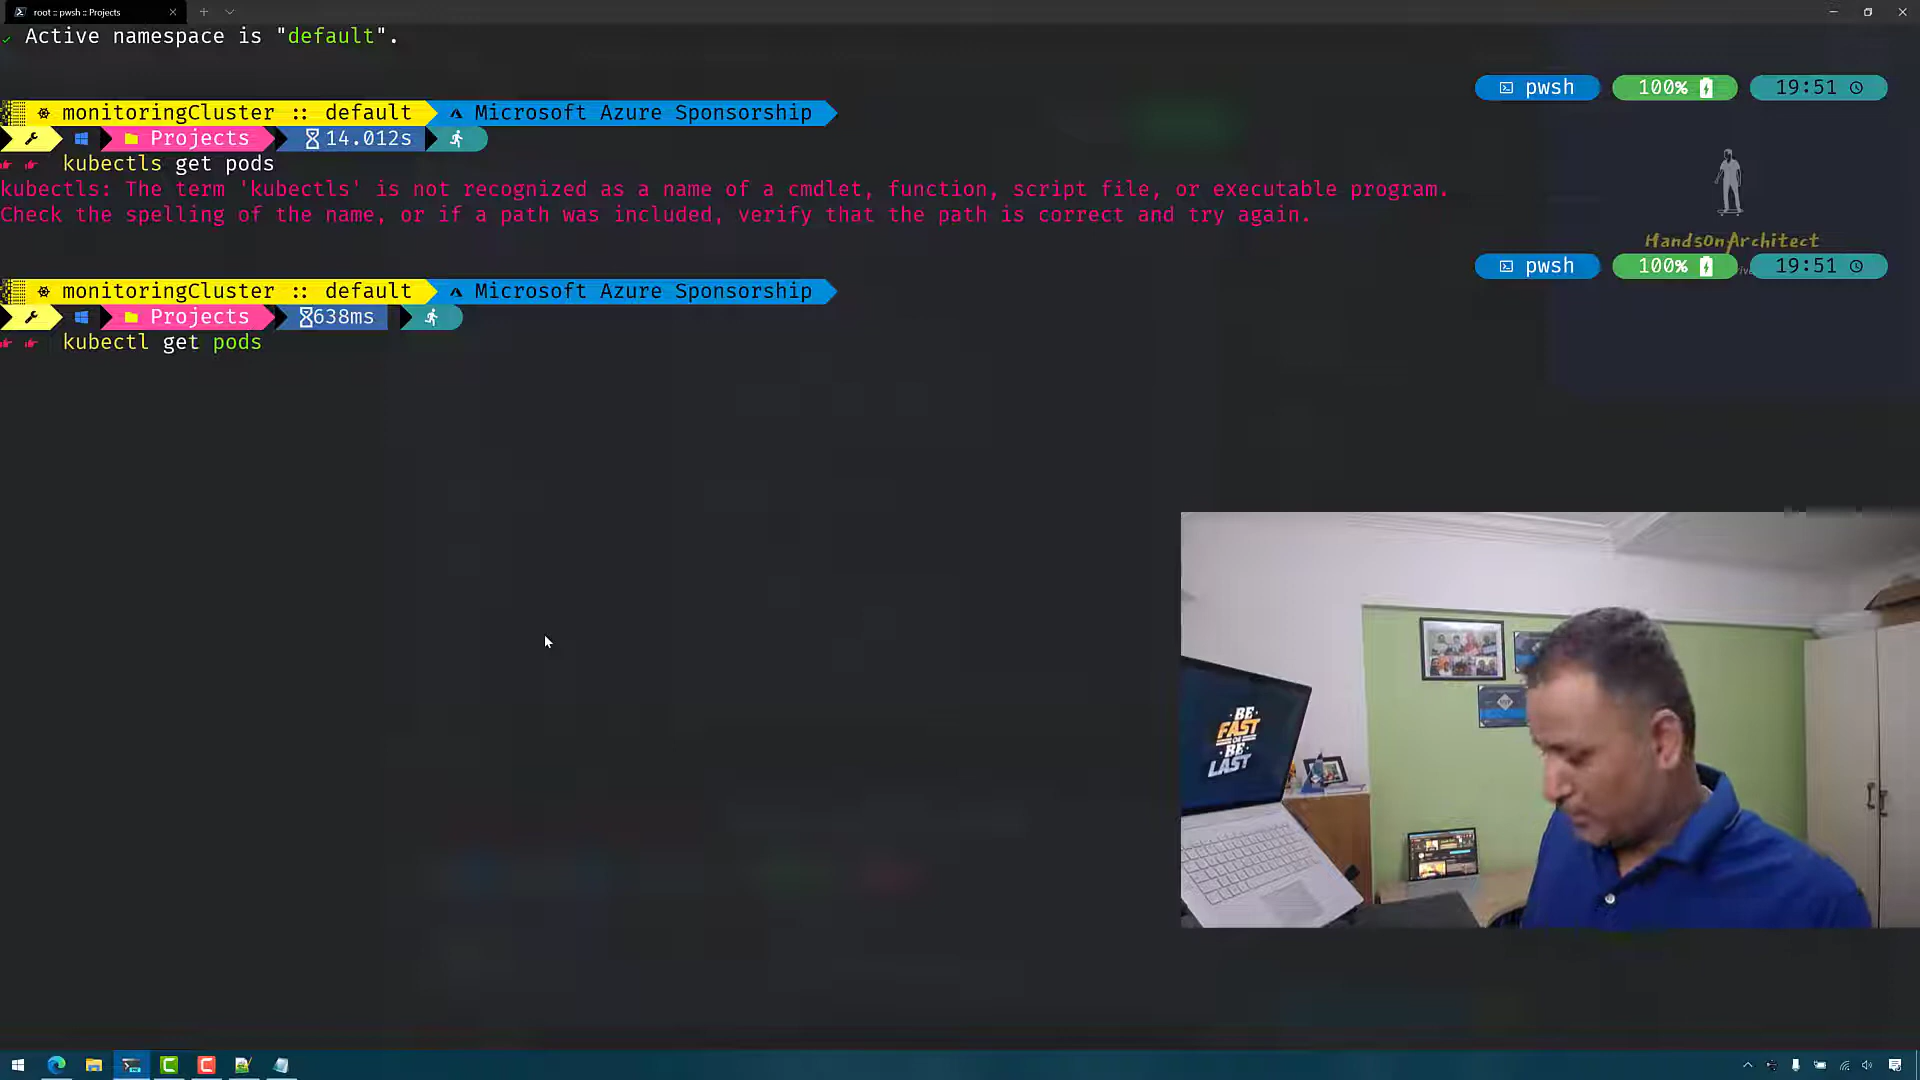 root :: pwsh :: Projects
Active namespace is "default".
pwsh 100% 19:51
monitoringCluster :: default Microsoft Azure Sponsorship
Projects 14.012s
kubectls get pods
kubectls: The term 'kubectls' is not recognized as a name of a cmdlet, function, script file, or executable program.
Check the spelling of the name, or if a path was included, verify that the path is correct and try again.
HandsOnArchitect
pwsh 100% 19:51
monitoringCluster :: default Microsoft Azure Sponsorship
Projects 638ms
kubectl get pods
BE
FAST
OR
BE
LAST